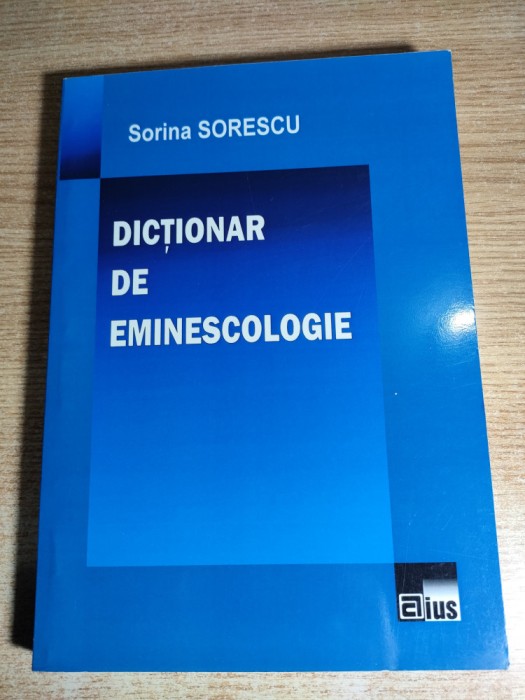 Sorina SORESCU
DICȚIONAR
DE
EMINESCOLOGIE
aius